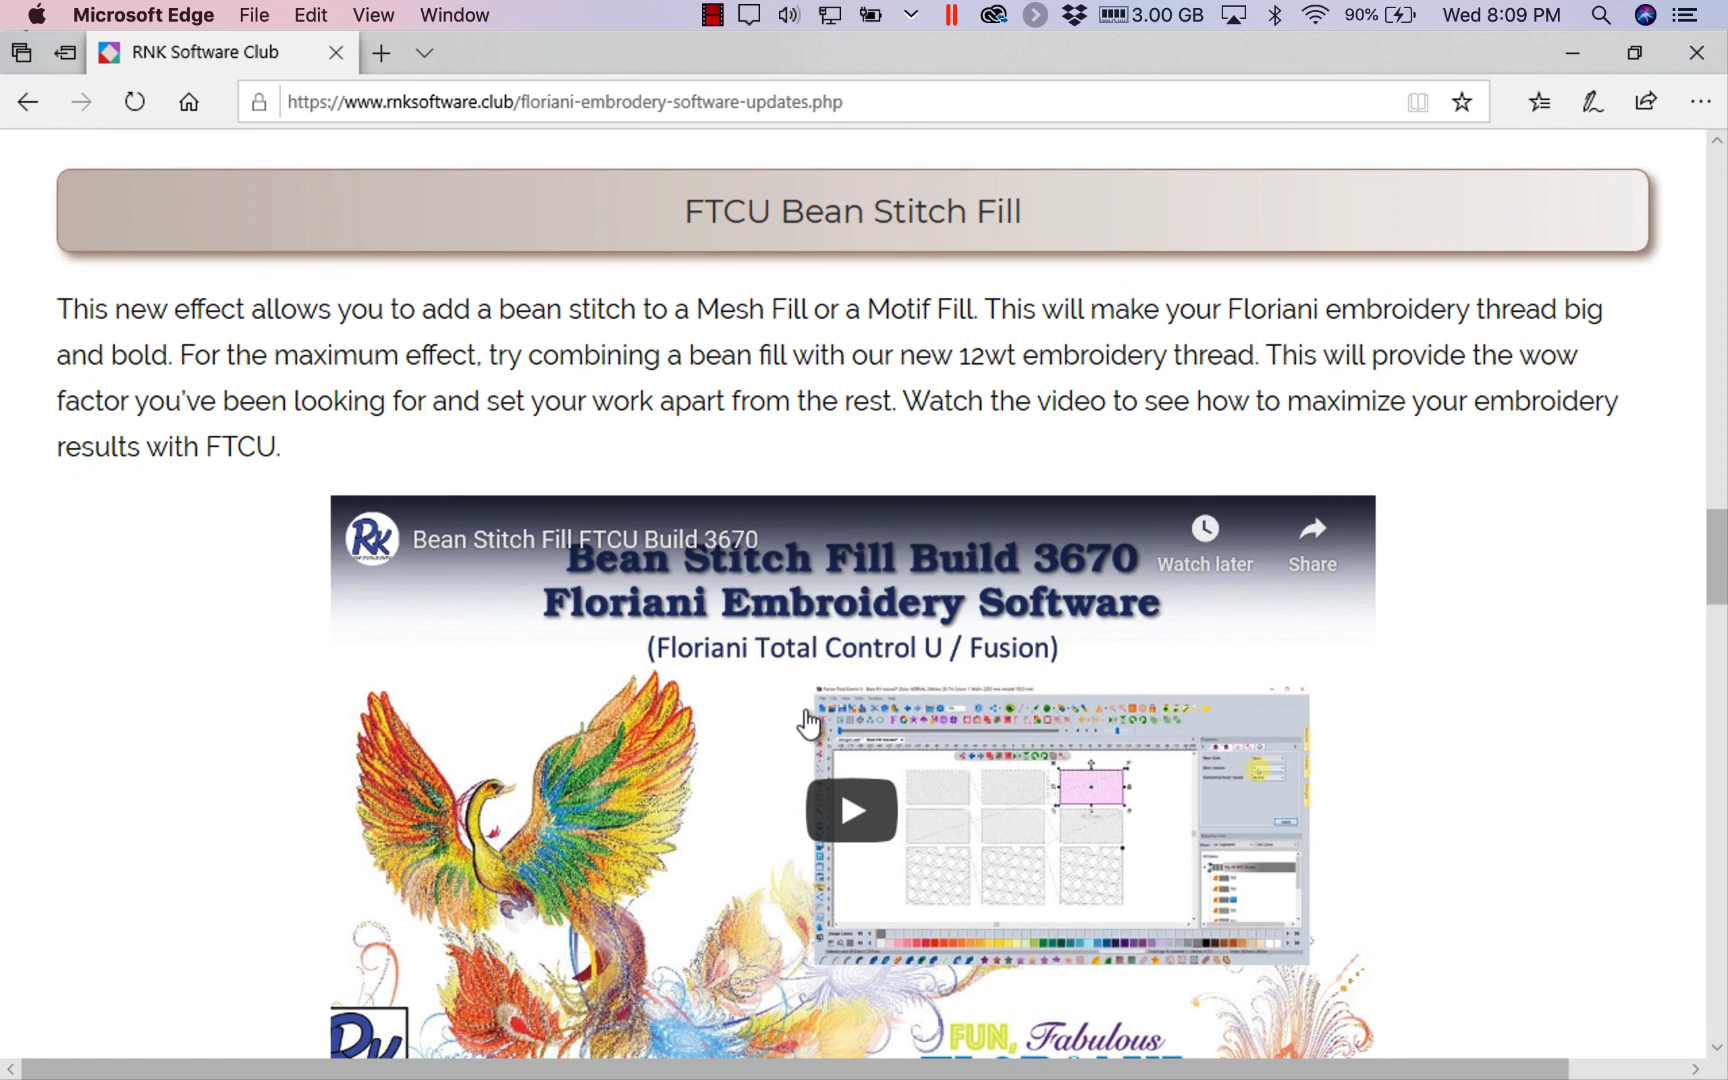 Microsoft Edge File Edit View Window 3.00 GB 90% Wed 8:09 PM
RNK Software Club
https://www.rnksoftware.club/floriani-embrodery-software-updates.php
FTCU Bean Stitch Fill
This new effect allows you to add a bean stitch to a Mesh Fill or a Motif Fill. This will make your Floriani embroidery thread big
and bold. For the maximum effect, try combining a bean fill with our new 12wt embroidery thread. This will provide the wow
factor you've been looking for and set your work apart from the rest. Watch the video to see how to maximize your embroidery
results with FTCU.
RK
Bean Stitch Fill FTCU Build 3670
Watch later
Share
Bean Stitch Fill Build 3670
Floriani Embroidery Software
(Floriani Total Control U / Fusion)
RK
FUN, Fabulous